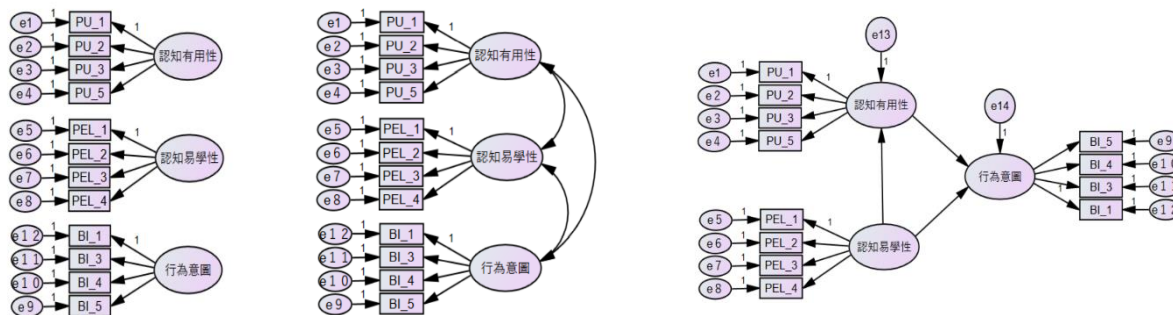 e1 1 PU_1 1
e2 1 PU_2
e3 1 PU_3
e4 1 PU_5
認知有用性
e5 1 PEL_1 1
e6 1 PEL_2
e7 1 PEL_3
e8 1 PEL_4
認知易學性
e12 1 BI_1 1
e11 1 BI_3
e10 1 BI_4
e9 1 BI_5
行為意圖
e1 1 PU_1 1
e2 1 PU_2
e3 1 PU_3
e4 1 PU_5
認知有用性
e5 1 PEL_1 1
e6 1 PEL_2
e7 1 PEL_3
e8 1 PEL_4
認知易學性
e12 1 BI_1 1
e11 1 BI_3
e10 1 BI_4
e9 1 BI_5
行為意圖
e13
1
e1 1 PU_1 1
e2 1 PU_2
e3 1 PU_3
e4 1 PU_5
認知有用性
e14
1
行為意圖
BI_5 1 e9
BI_4 1
BI_3 1
1 BI_1 1
e5 1 PEL_1 1
e6 1 PEL_2
e7 1 PEL_3
e8 1 PEL_4
認知易學性